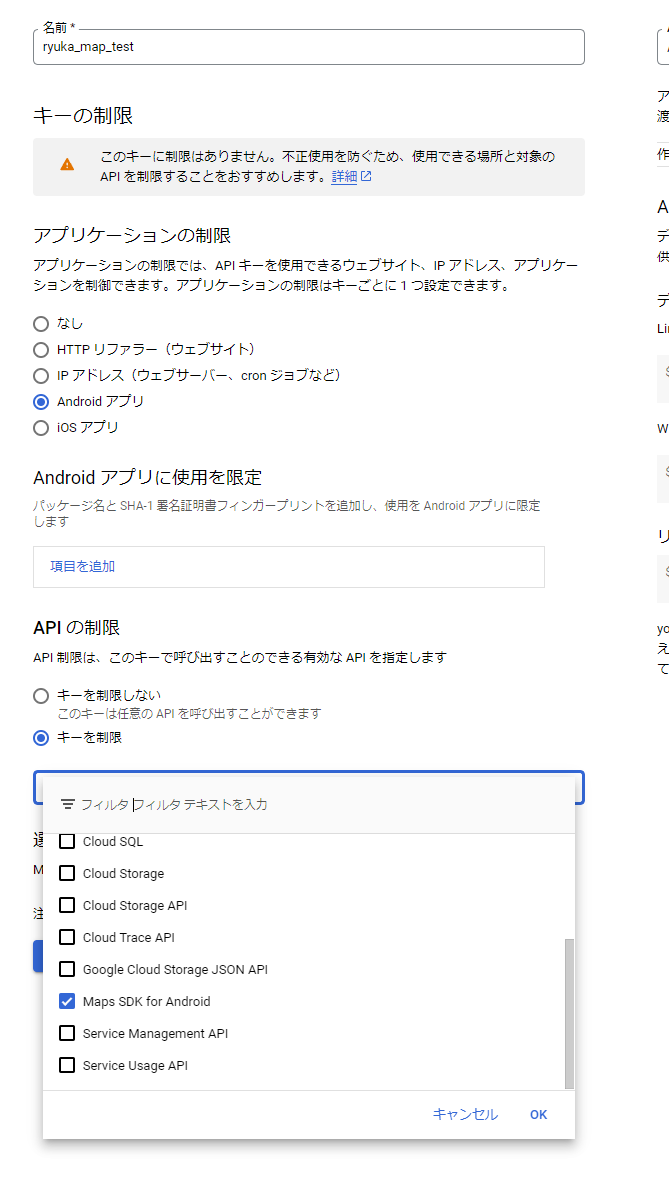 名前 *
ryuka_map_test
キーの制限
このキーに制限はありません。不正使用を防ぐため、使用できる場所と対象の
API を制限することをおすすめします。詳細
アプリケーションの制限
アプリケーションの制限では、API キーを使用できるウェブサイト、IP アドレス、アプリケー
ションを制御できます。アプリケーションの制限はキーごとに 1 つ設定できます。
なし
HTTP リファラー（ウェブサイト）
IP アドレス（ウェブサーバー、cron ジョブなど）
Android アプリ
iOS アプリ
Android アプリに使用を限定
パッケージ名と SHA-1 署名証明書フィンガープリントを追加し、使用を Android アプリに限定
します
項目を追加
API の制限
API 制限は、このキーで呼び出すことのできる有効な API を指定します
キーを制限しない
このキーは任意の API を呼び出すことができます
キーを制限
フィルタ フィルタ テキストを入力
Cloud SQL
Cloud Storage
Cloud Storage API
Cloud Trace API
Google Cloud Storage JSON API
Maps SDK for Android
Service Management API
Service Usage API
キャンセル
OK
選
M
注
ア
渡
作
A
デ
供
デ
W
リ
yo
え
て